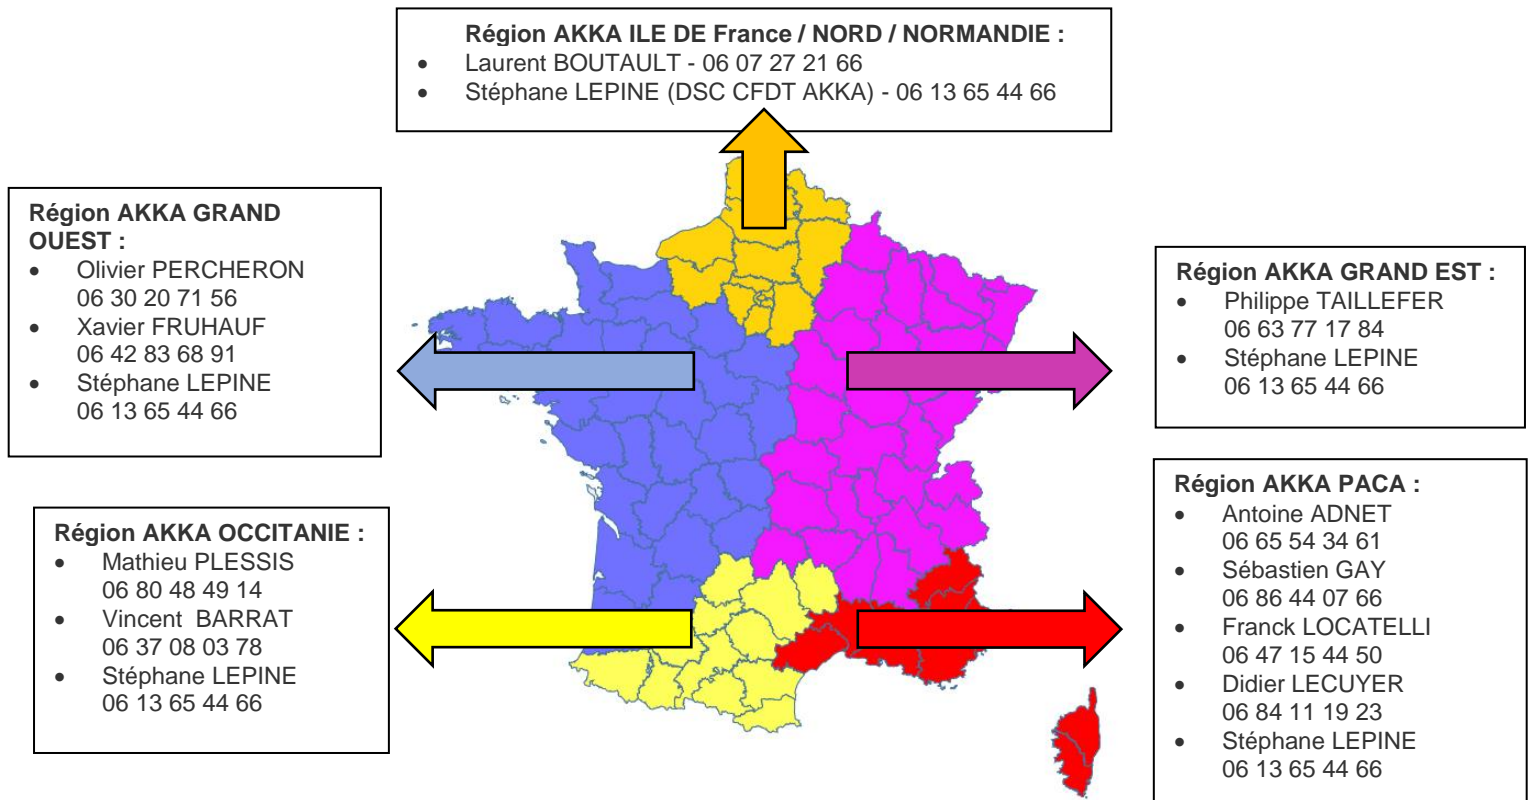 Région AKKA ILE DE France / NORD / NORMANDIE :
• Laurent BOUTAULT - 06 07 27 21 66
• Stéphane LEPINE (DSC CFDT AKKA) - 06 13 65 44 66
Région AKKA GRAND
OUEST :
• Olivier PERCHERON
06 30 20 71 56
• Xavier FRUHAUF
06 42 83 68 91
• Stéphane LEPINE
06 13 65 44 66
Région AKKA GRAND EST :
• Philippe TAILLEFER
06 63 77 17 84
• Stéphane LEPINE
06 13 65 44 66
Région AKKA OCCITANIE :
• Mathieu PLESSIS
06 80 48 49 14
• Vincent BARRAT
06 37 08 03 78
• Stéphane LEPINE
06 13 65 44 66
Région AKKA PACA :
• Antoine ADNET
06 65 54 34 61
• Sébastien GAY
06 86 44 07 66
• Franck LOCATELLI
06 47 15 44 50
• Didier LECUYER
06 84 11 19 23
• Stéphane LEPINE
06 13 65 44 66